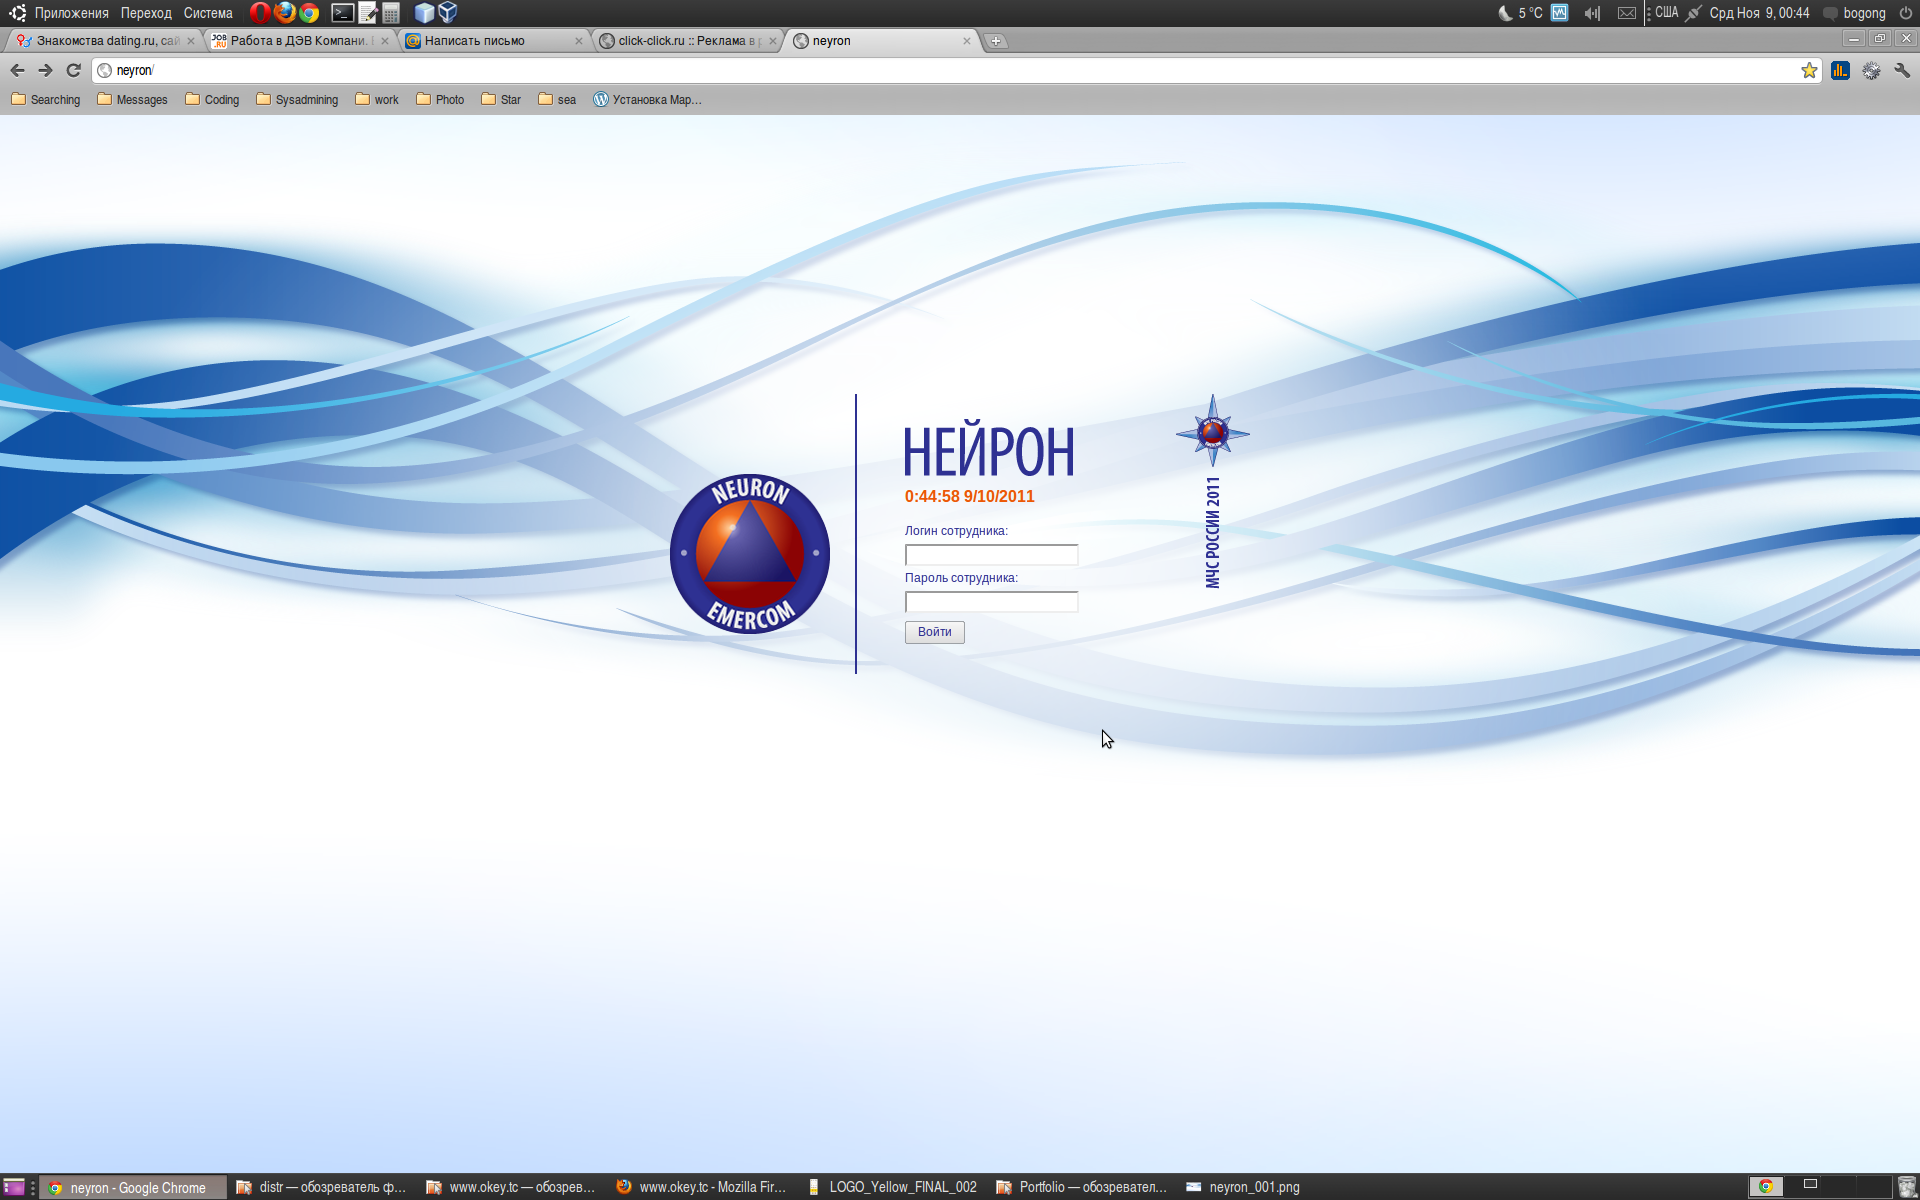 Приложения Переход Система
5 °C США Срд Ноя 9, 00:44 bogong
Знакомства dating.ru, сай
JOB.RU Работа в ДЭВ Компани.
Написать письмо
click-click.ru :: Реклама в р
neyron
neyron/
Searching Messages Coding Sysadmining work Photo Star sea Установка Мар...
NEURON
EMERCOM
НЕЙРОН
0:44:58 9/10/2011
Логин сотрудника:
Пароль сотрудника:
Войти
МЧС РОССИИ 2011
neyron - Google Chrome
distr — обозреватель ф...
www.okey.tc — обозрев...
www.okey.tc - Mozilla Fir...
LOGO_Yellow_FINAL_002
Portfolio — обозревател...
neyron_001.png